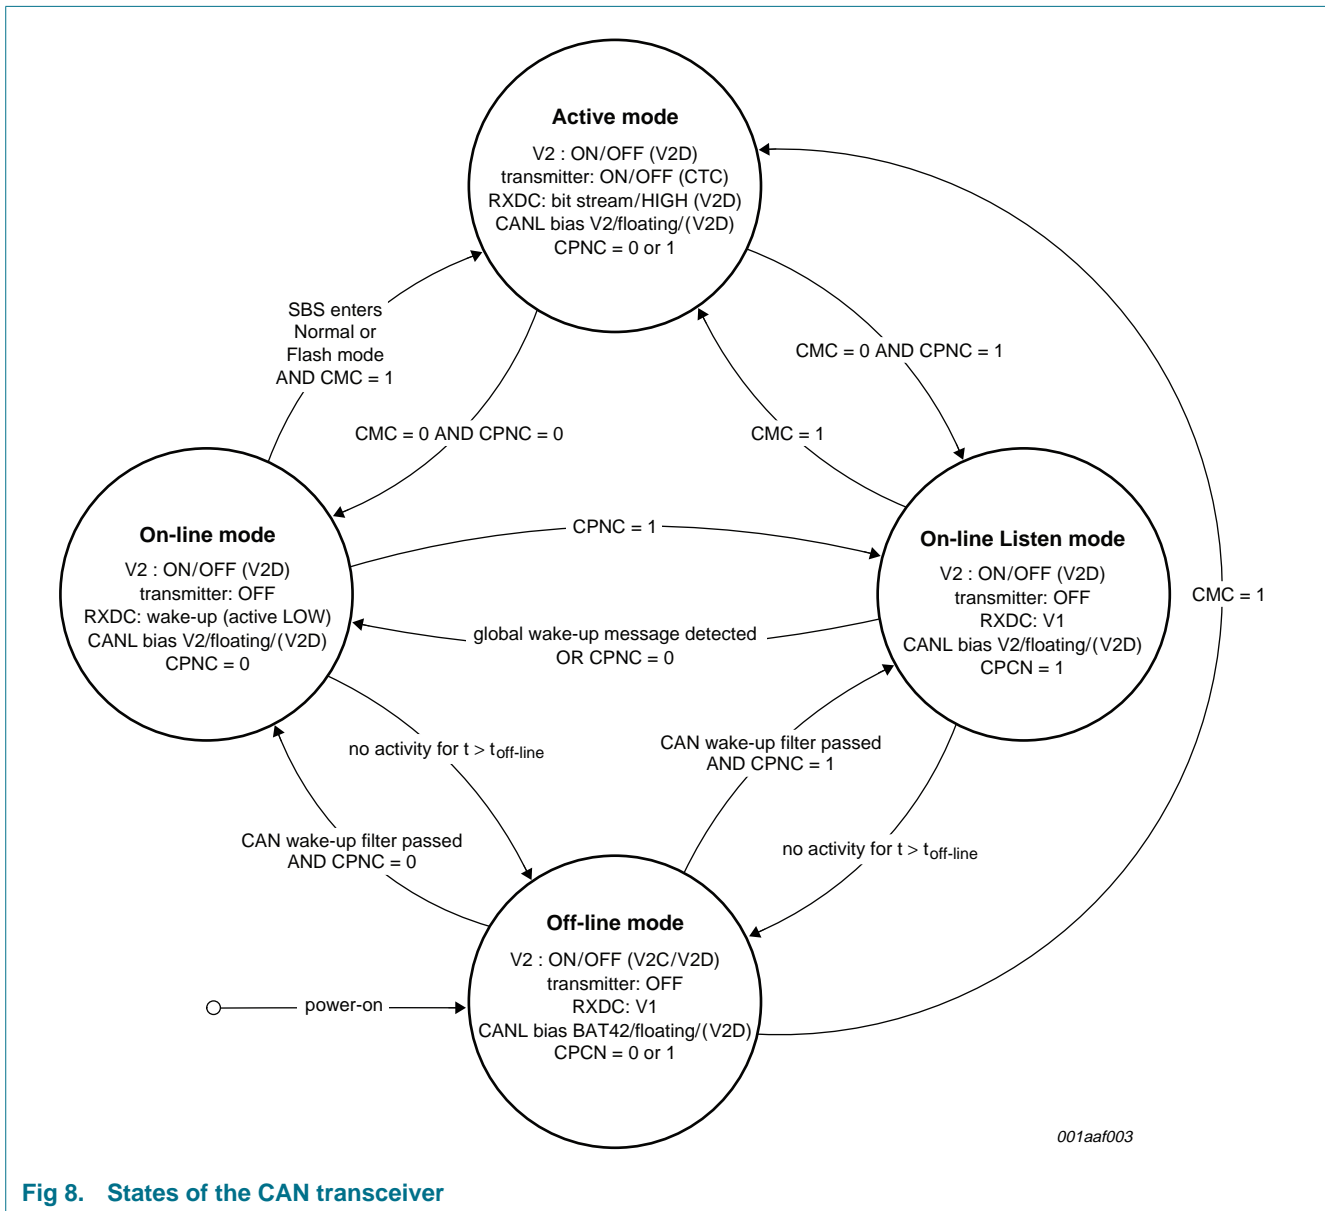 Active mode
V2 : ON/OFF (V2D)
transmitter: ON/OFF (CTC)
RXDC: bit stream/HIGH (V2D)
CANL bias V2/floating/(V2D)
CPNC = 0 or 1
SBS enters
Normal or
Flash mode
AND CMC = 1
CMC = 0 AND CPNC = 1
CMC = 0 AND CPNC = 0
CMC = 1
On-line mode
V2 : ON/OFF (V2D)
transmitter: OFF
RXDC: wake-up (active LOW)
CANL bias V2/floating/(V2D)
CPNC = 0
CPNC = 1
global wake-up message detected
OR CPNC = 0
On-line Listen mode
V2 : ON/OFF (V2D)
transmitter: OFF
RXDC: V1
CANL bias V2/floating/(V2D)
CPCN = 1
CMC = 1
no activity for t > toff-line
CAN wake-up filter passed
AND CPNC = 1
CAN wake-up filter passed
AND CPNC = 0
no activity for t > toff-line
Off-line mode
V2 : ON/OFF (V2C/V2D)
transmitter: OFF
RXDC: V1
CANL bias BAT42/floating/(V2D)
CPCN = 0 or 1
power-on
001aaf003
Fig 8. States of the CAN transceiver